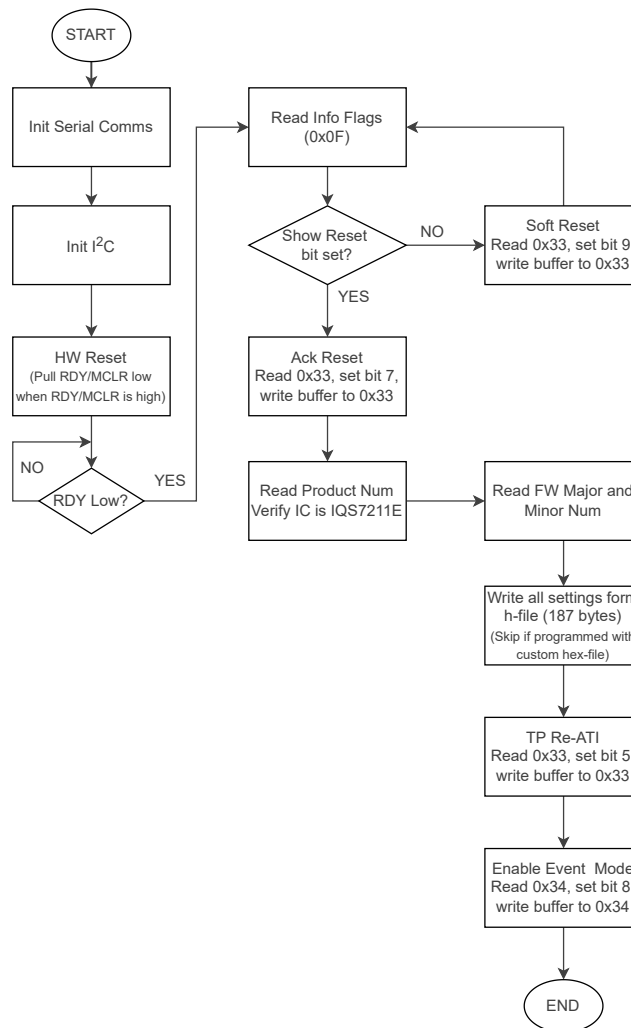 START
Init Serial Comms
Init I²C
HW Reset
(Pull RDY/MCLR low
when RDY/MCLR is high)
NO
RDY Low?
YES
Read Info Flags
(0x0F)
Show Reset
bit set?
NO
YES
Soft Reset
Read 0x33, set bit 9
write buffer to 0x33
Ack Reset
Read 0x33, set bit 7,
write buffer to 0x33
Read Product Num
Verify IC is IQS7211E
Read FW Major and
Minor Num
Write all settings form
h-file (187 bytes)
(Skip if programmed with
custom hex-file)
TP Re-ATI
Read 0x33, set bit 5
write buffer to 0x33
Enable Event Mode
Read 0x34, set bit 8
write buffer to 0x34
END